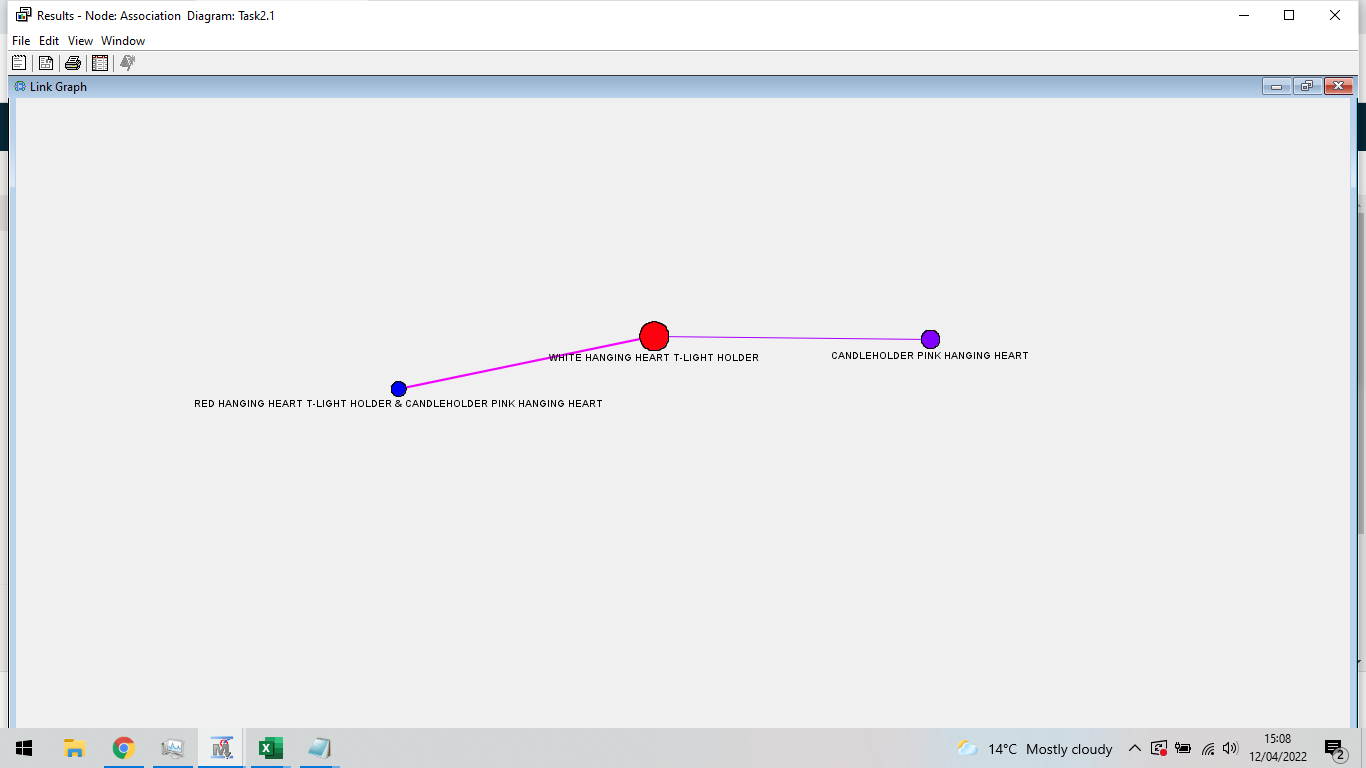 Results - Node: Association Diagram: Task2.1
File Edit View Window
Link Graph
WHITE HANGING HEART T-LIGHT HOLDER
CANDLEHOLDER PINK HANGING HEART
RED HANGING HEART T-LIGHT HOLDER & CANDLEHOLDER PINK HANGING HEART
14°C Mostly cloudy
15:08
12/04/2022
2